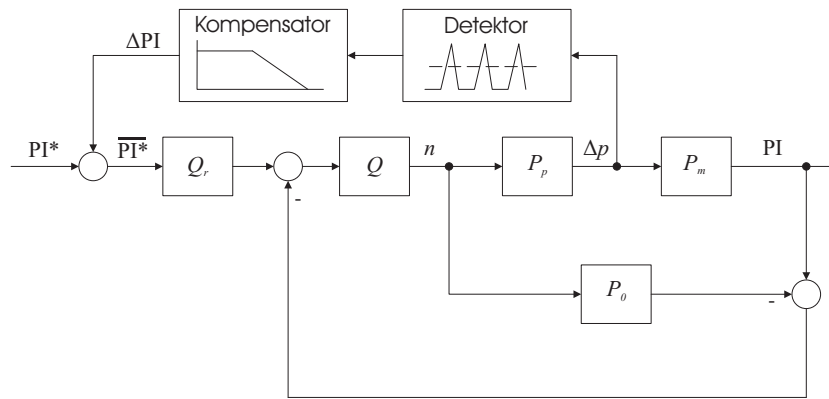 Kompensator
Detektor
ΔPI
PI*
PI*
Q_r
Q
n
P_p
Δp
P_m
PI
-
P_0
-